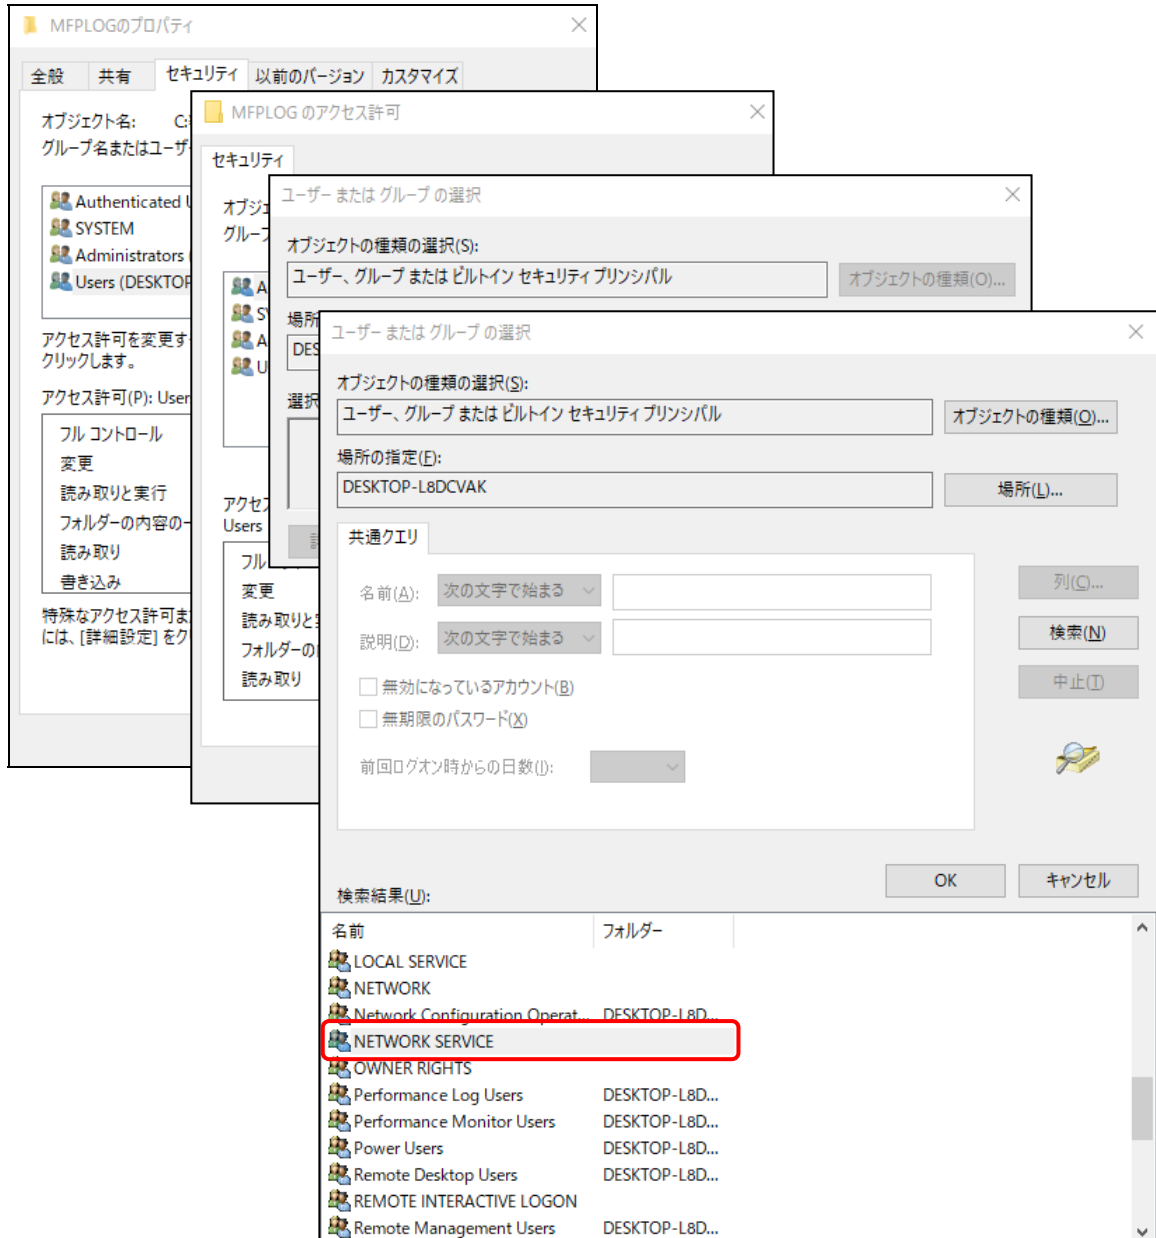 MFPLOGのプロパティ
全般 共有 セキュリティ 以前のバージョン カスタマイズ
オブジェクト名: C:
グループ名またはユーザ
Authenticated
SYSTEM
Administrators
Users (DESKTOP
アクセス許可を変更す
クリックします。
アクセス許可(P): User
フル コントロール
変更
読み取りと実行
フォルダーの内容の
読み取り
書き込み
特殊なアクセス許可ま
には、[詳細設定] をク
MFPLOG のアクセス許可
セキュリティ
オブジ
グループ
A
S
A
U
アクセス
Users
フル
変更
読み取りと
フォルダーの
読み取り
ユーザー または グループ の選択
オブジェクトの種類の選択(S):
ユーザー、グループ または ビルトイン セキュリティ プリンシパル オブジェクトの種類(O)...
場所
DES
選択
ユーザー または グループ の選択
オブジェクトの種類の選択(S):
ユーザー、グループ または ビルトイン セキュリティ プリンシパル オブジェクトの種類(O)...
場所の指定(F):
DESKTOP-L8DCVAK 場所(L)...
共通クエリ
名前(A): 次の文字で始まる 列(C)...
説明(D): 次の文字で始まる 検索(N)
無効になっているアカウント(B) 中止(T)
無期限のパスワード(X)
前回ログオン時からの日数(I):
OK キャンセル
検索結果(U):
名前 フォルダー
LOCAL SERVICE
NETWORK
Network Configuration Operat... DESKTOP-L8D...
NETWORK SERVICE
OWNER RIGHTS
Performance Log Users DESKTOP-L8D...
Performance Monitor Users DESKTOP-L8D...
Power Users DESKTOP-L8D...
Remote Desktop Users DESKTOP-L8D...
REMOTE INTERACTIVE LOGON
Remote Management Users DESKTOP-L8D...